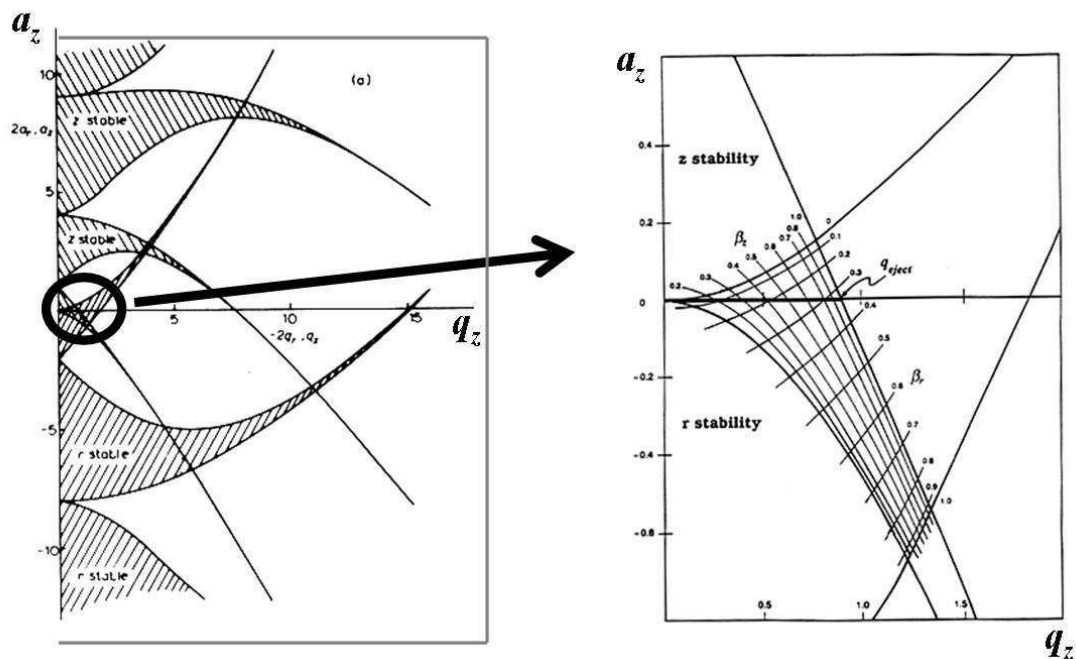 a_z
10
(a)
z stable
2a_r, a_z
5
z stable
5
10
15
q_z
-2q_r, q_z
-5
r stable
-10
r stable
a_z
0.4
z stability
0.2
β_z
1.0
0
0.8
0.1
0.7
0.6
0.2
0.5
0.4
0.3
q_eject
0.3
0.2
0.4
0
1.5
0.5
-0.2
0.6
β_r
r stability
-0.4
0.7
0.8
0.9
-0.6
1.0
0.5
1.0
1.5
q_z